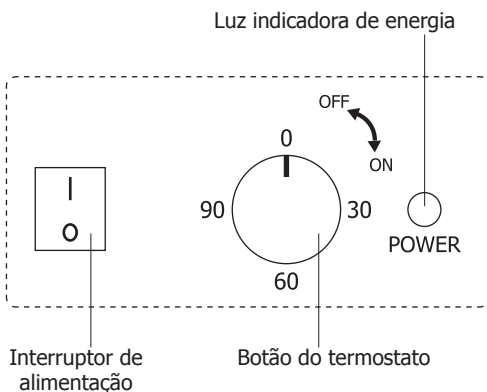 Luz indicadora de energia
OFF
ON
0
30
60
90
I
O
POWER
Interruptor de
alimentação
Botão do termostato